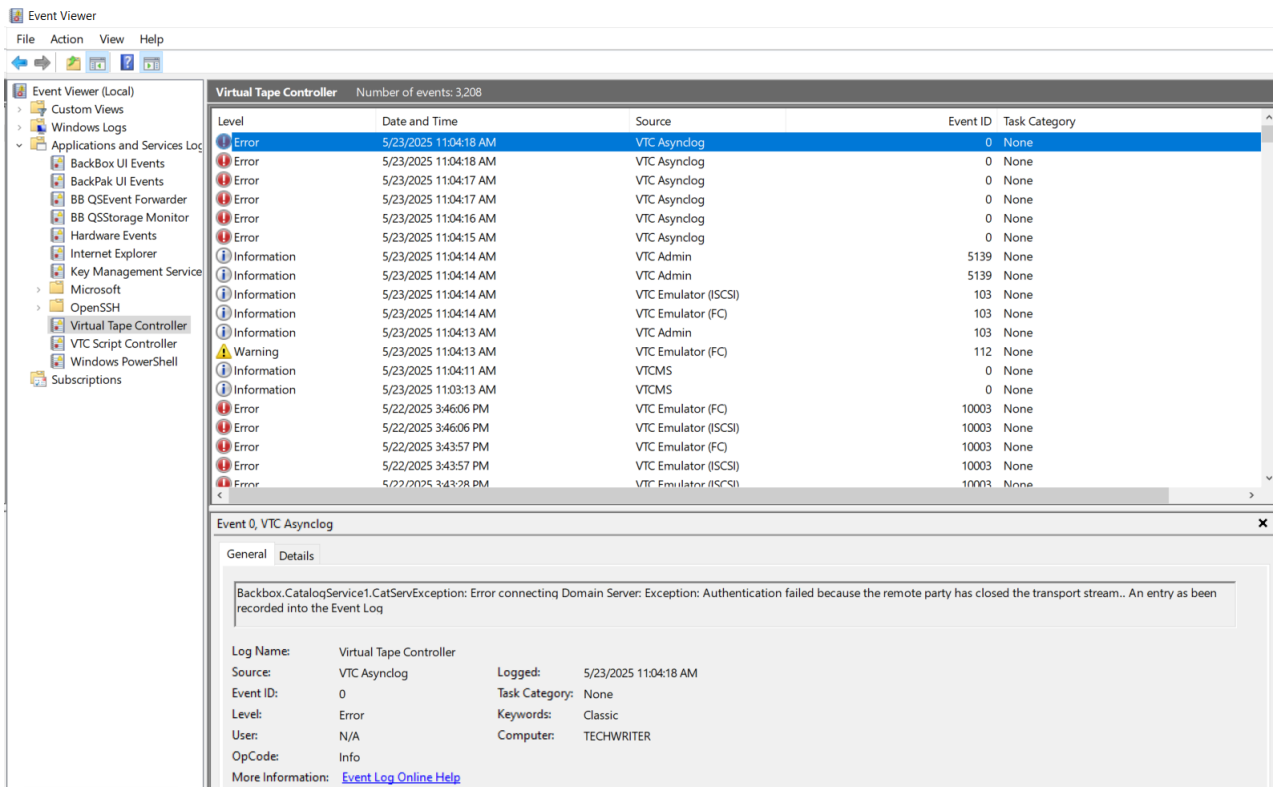 Event Viewer
File Action View Help
Event Viewer (Local)
Custom Views
Windows Logs
Applications and Services Log
BackBox UI Events
BackPak UI Events
BB QSEvent Forwarder
BB QSStorage Monitor
Hardware Events
Internet Explorer
Key Management Service
Microsoft
OpenSSH
Virtual Tape Controller
VTC Script Controller
Windows PowerShell
Subscriptions
Virtual Tape Controller Number of events: 3,208
Level Date and Time Source Event ID Task Category
Error 5/23/2025 11:04:18 AM VTC Asynclog 0 None
Error 5/23/2025 11:04:18 AM VTC Asynclog 0 None
Error 5/23/2025 11:04:17 AM VTC Asynclog 0 None
Error 5/23/2025 11:04:17 AM VTC Asynclog 0 None
Error 5/23/2025 11:04:16 AM VTC Asynclog 0 None
Error 5/23/2025 11:04:15 AM VTC Asynclog 0 None
Information 5/23/2025 11:04:14 AM VTC Admin 5139 None
Information 5/23/2025 11:04:14 AM VTC Admin 5139 None
Information 5/23/2025 11:04:14 AM VTC Emulator (ISCSI) 103 None
Information 5/23/2025 11:04:14 AM VTC Emulator (FC) 103 None
Information 5/23/2025 11:04:13 AM VTC Admin 103 None
Warning 5/23/2025 11:04:13 AM VTC Emulator (FC) 112 None
Information 5/23/2025 11:04:11 AM VTCMS 0 None
Information 5/23/2025 11:03:13 AM VTCMS 0 None
Error 5/22/2025 3:46:06 PM VTC Emulator (FC) 10003 None
Error 5/22/2025 3:46:06 PM VTC Emulator (ISCSI) 10003 None
Error 5/22/2025 3:43:57 PM VTC Emulator (FC) 10003 None
Error 5/22/2025 3:43:57 PM VTC Emulator (ISCSI) 10003 None
Error 5/22/2025 3:43:28 PM VTC Emulator (ISCSI) 10003 None
Event 0, VTC Asynclog
General Details
Backbox.CatalogService1.CatServException: Error connecting Domain Server: Exception: Authentication failed because the remote party has closed the transport stream.. An entry as been
recorded into the Event Log
Log Name: Virtual Tape Controller
Source: VTC Asynclog Logged: 5/23/2025 11:04:18 AM
Event ID: 0 Task Category: None
Level: Error Keywords: Classic
User: N/A Computer: TECHWRITER
OpCode: Info
More Information: Event Log Online Help